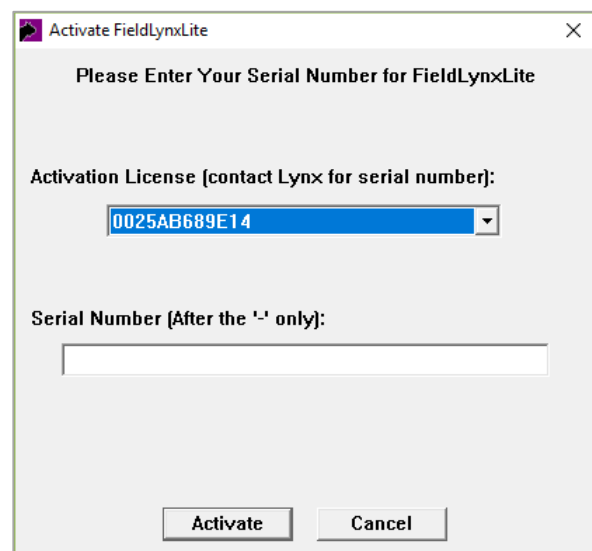 Activate FieldLynxLite
Please Enter Your Serial Number for FieldLynxLite
Activation License (contact Lynx for serial number):
0025AB689E14
Serial Number (After the '-' only):
Activate Cancel